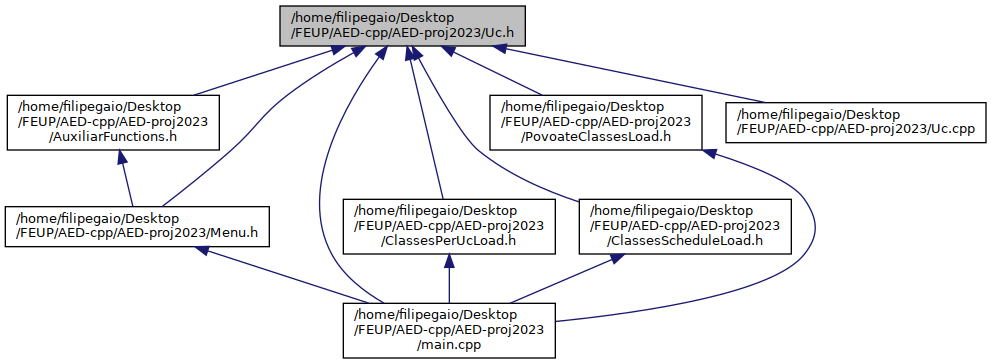 /home/filipegaio/Desktop
/FEUP/AED-cpp/AED-proj2023/Uc.h
/home/filipegaio/Desktop
/FEUP/AED-cpp/AED-proj2023
/AuxiliarFunctions.h
/home/filipegaio/Desktop
/FEUP/AED-cpp/AED-proj2023
/PovoateClassesLoad.h
/home/filipegaio/Desktop
/FEUP/AED-cpp/AED-proj2023/Uc.cpp
/home/filipegaio/Desktop
/FEUP/AED-cpp/AED-proj2023/Menu.h
/home/filipegaio/Desktop
/FEUP/AED-cpp/AED-proj2023
/ClassesPerUcLoad.h
/home/filipegaio/Desktop
/FEUP/AED-cpp/AED-proj2023
/ClassesScheduleLoad.h
/home/filipegaio/Desktop
/FEUP/AED-cpp/AED-proj2023
/main.cpp